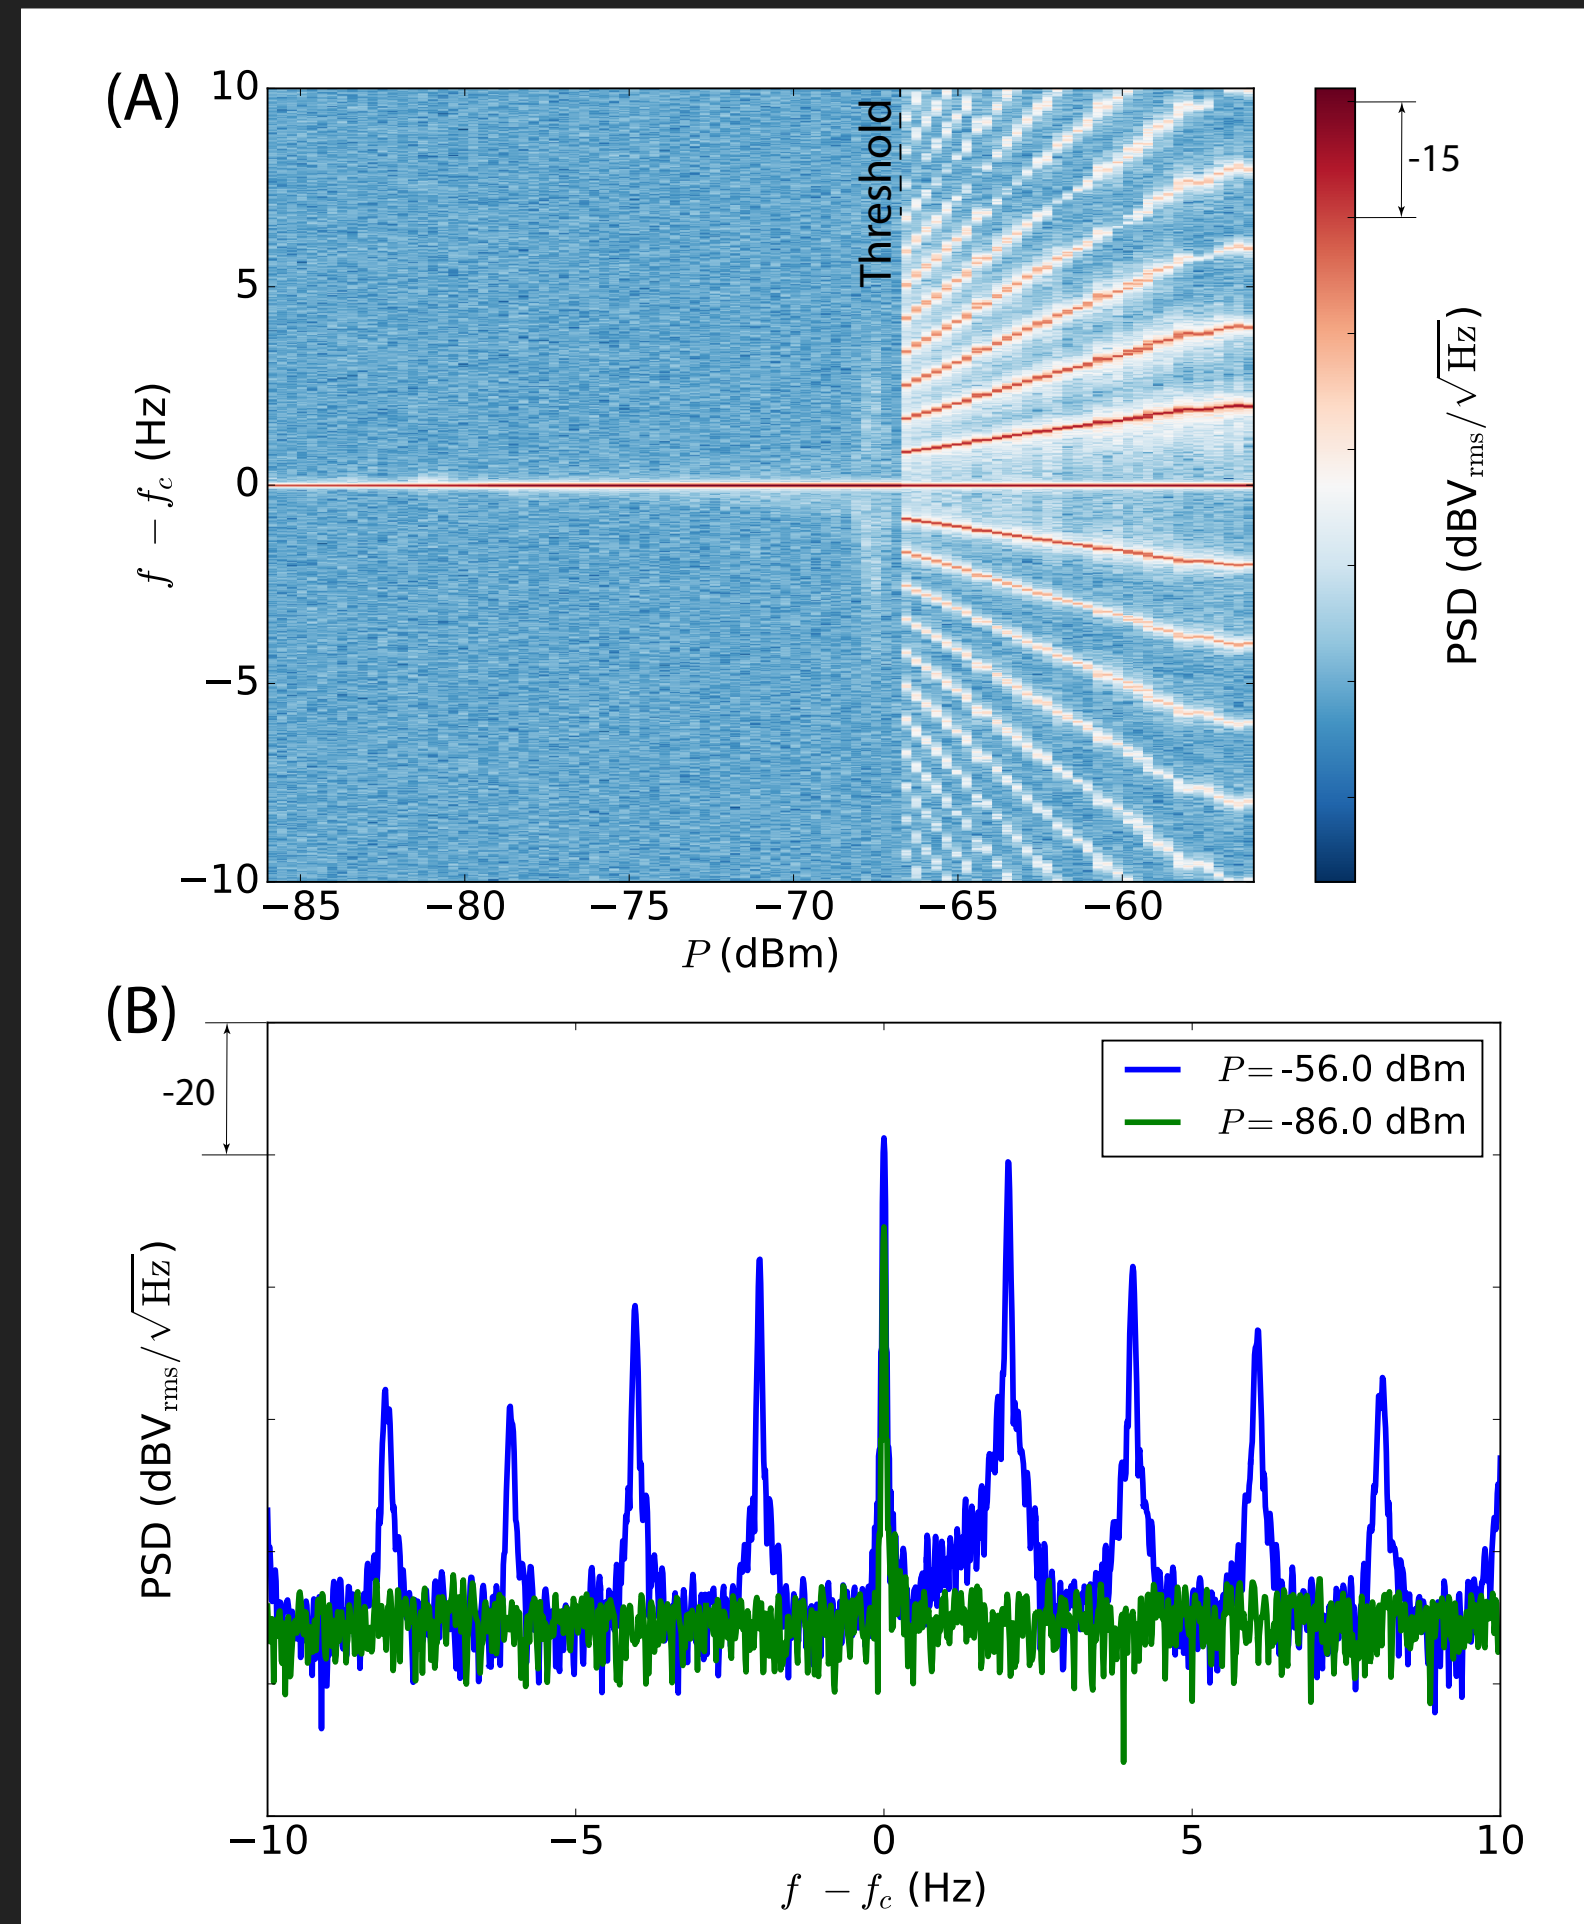 (A)
10
5
0
−5
−10
f − f_c (Hz)
Threshold
−85 −80 −75 −70 −65 −60
P (dBm)
-15
PSD (dBV_rms/√Hz)
(B)
-20
P=-56.0 dBm
P=-86.0 dBm
PSD (dBV_rms/√Hz)
−10 −5 0 5 10
f − f_c (Hz)